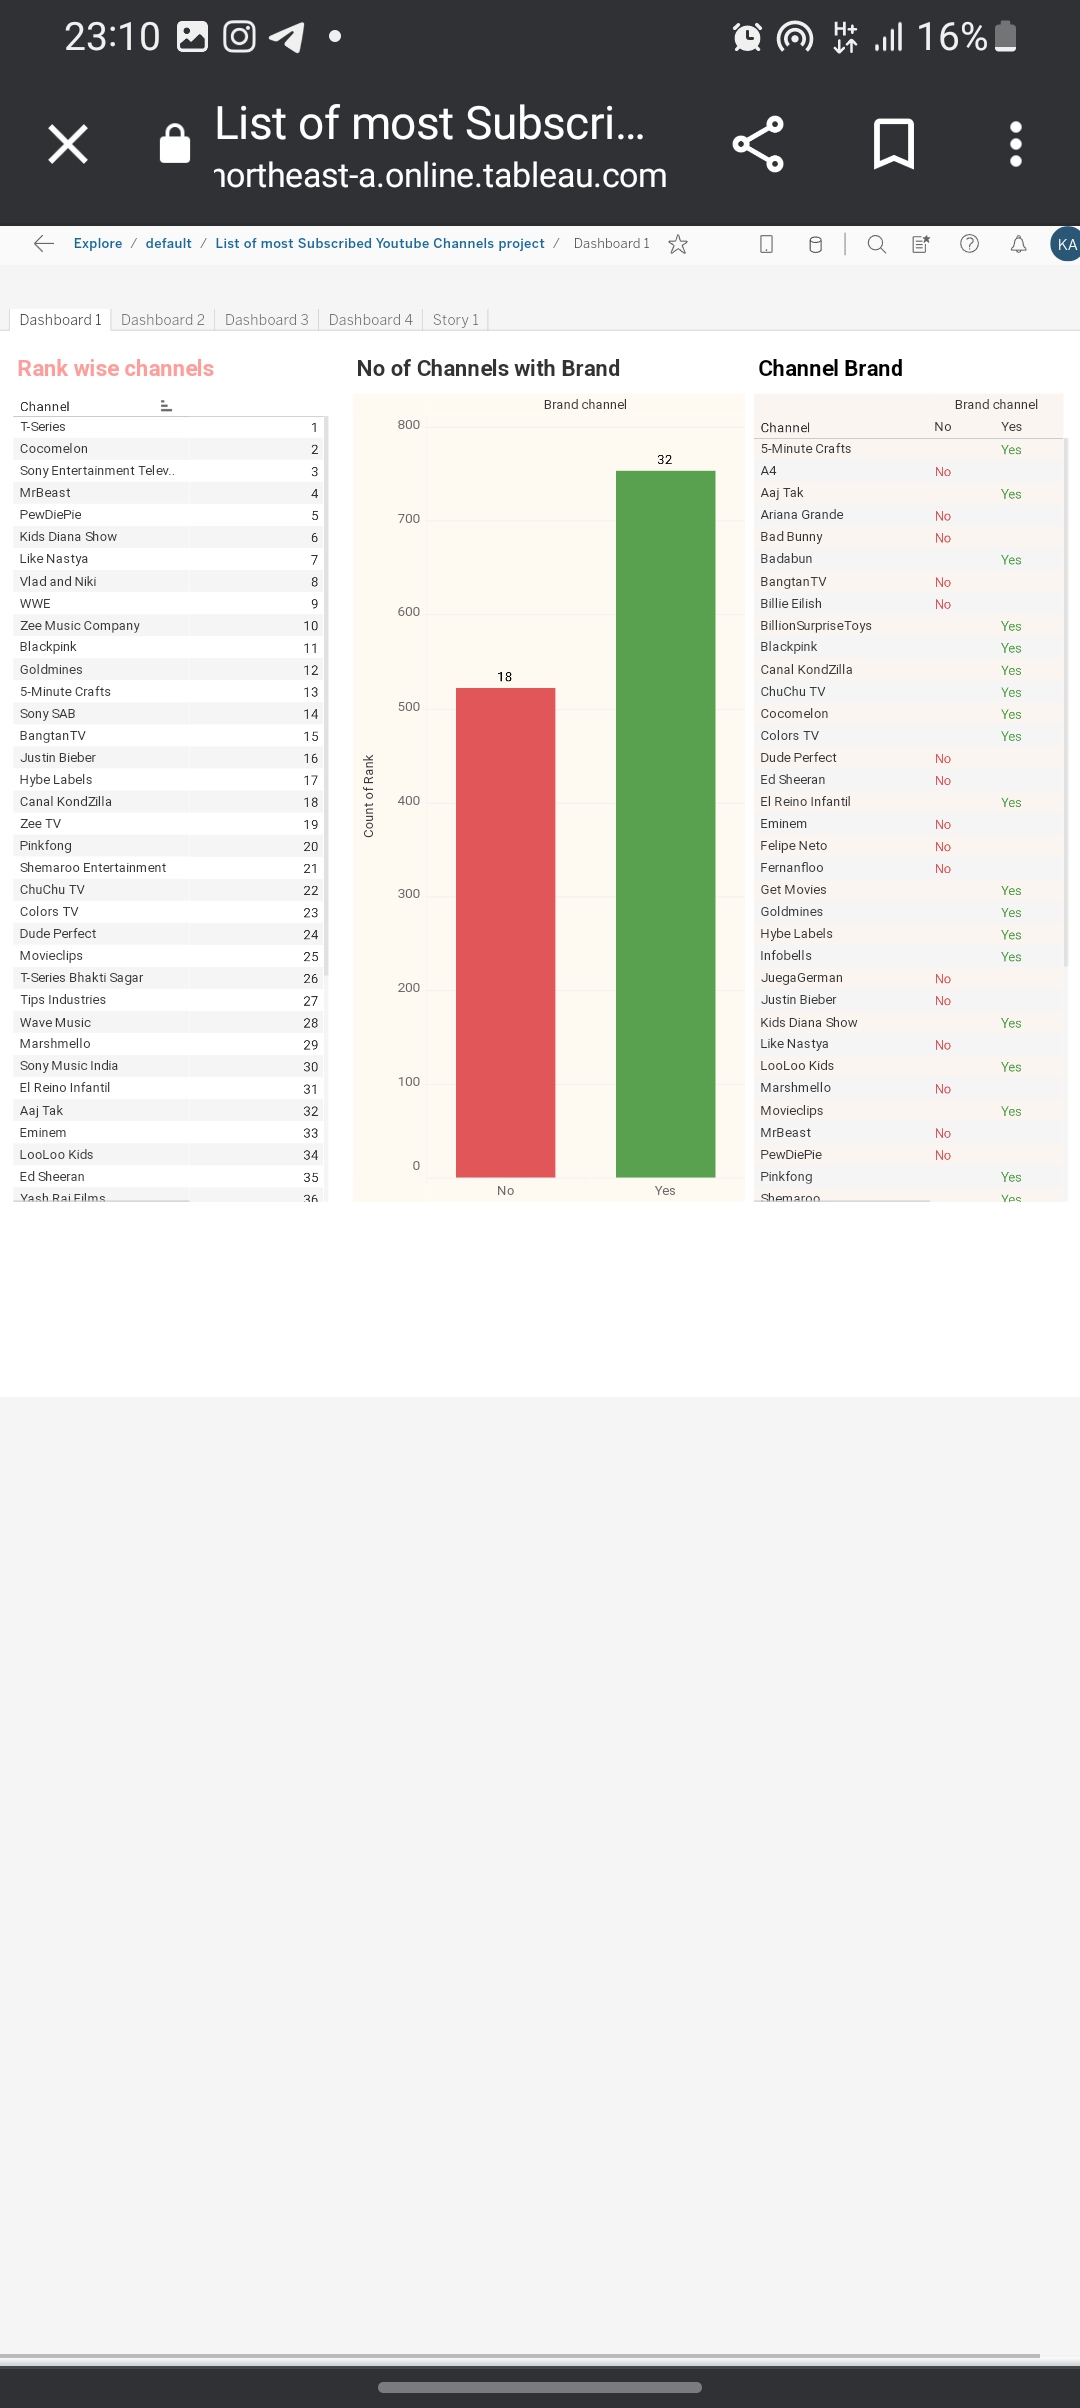 23:10
H+
16%
List of most Subscri...
northeast-a.online.tableau.com
Explore / default / List of most Subscribed Youtube Channels project / Dashboard 1
KA
Dashboard 1 Dashboard 2 Dashboard 3 Dashboard 4 Story 1
Rank wise channels
Channel
T-Series 1
Cocomelon 2
Sony Entertainment Telev.. 3
MrBeast 4
PewDiePie 5
Kids Diana Show 6
Like Nastya 7
Vlad and Niki 8
WWE 9
Zee Music Company 10
Blackpink 11
Goldmines 12
5-Minute Crafts 13
Sony SAB 14
BangtanTV 15
Justin Bieber 16
Hybe Labels 17
Canal KondZilla 18
Zee TV 19
Pinkfong 20
Shemaroo Entertainment 21
ChuChu TV 22
Colors TV 23
Dude Perfect 24
Movieclips 25
T-Series Bhakti Sagar 26
Tips Industries 27
Wave Music 28
Marshmello 29
Sony Music India 30
El Reino Infantil 31
Aaj Tak 32
Eminem 33
LooLoo Kids 34
Ed Sheeran 35
Yash Raj Films 36
No of Channels with Brand
Brand channel
800
700
600
500
400
300
200
100
0
Count of Rank
18
32
No Yes
Channel Brand
Brand channel
Channel No Yes
5-Minute Crafts Yes
A4 No
Aaj Tak Yes
Ariana Grande No
Bad Bunny No
Badabun Yes
BangtanTV No
Billie Eilish No
BillionSurpriseToys Yes
Blackpink Yes
Canal KondZilla Yes
ChuChu TV Yes
Cocomelon Yes
Colors TV Yes
Dude Perfect No
Ed Sheeran No
El Reino Infantil Yes
Eminem No
Felipe Neto No
Fernanfloo No
Get Movies Yes
Goldmines Yes
Hybe Labels Yes
Infobells Yes
JuegaGerman No
Justin Bieber No
Kids Diana Show Yes
Like Nastya No
LooLoo Kids Yes
Marshmello No
Movieclips Yes
MrBeast No
PewDiePie No
Pinkfong Yes
Shemaroo Yes